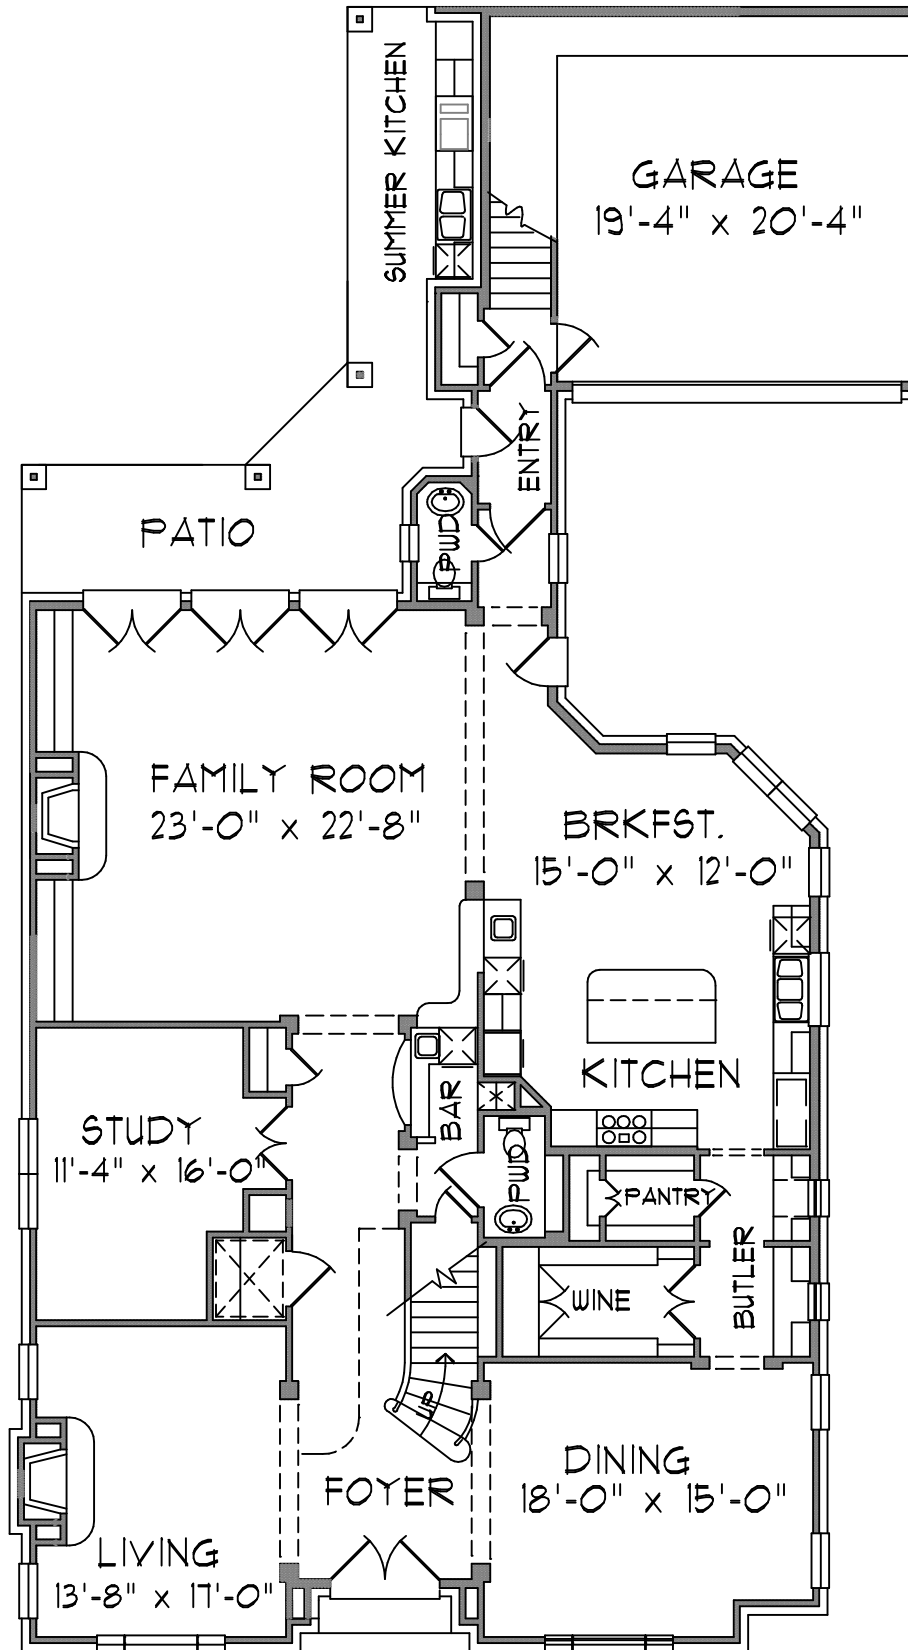 SUMMER KITCHEN
GARAGE
19'-4" x 20'-4"
ENTRY
PATIO
PWD
FAMILY ROOM
23'-0" x 22'-8"
BRKFST.
15'-0" x 12'-0"
KITCHEN
BAR
STUDY
11'-4" x 16'-0"
PWD
PANTRY
BUTLER
WINE
UP
DINING
18'-0" x 15'-0"
FOYER
LIVING
13'-8" x 17'-0"